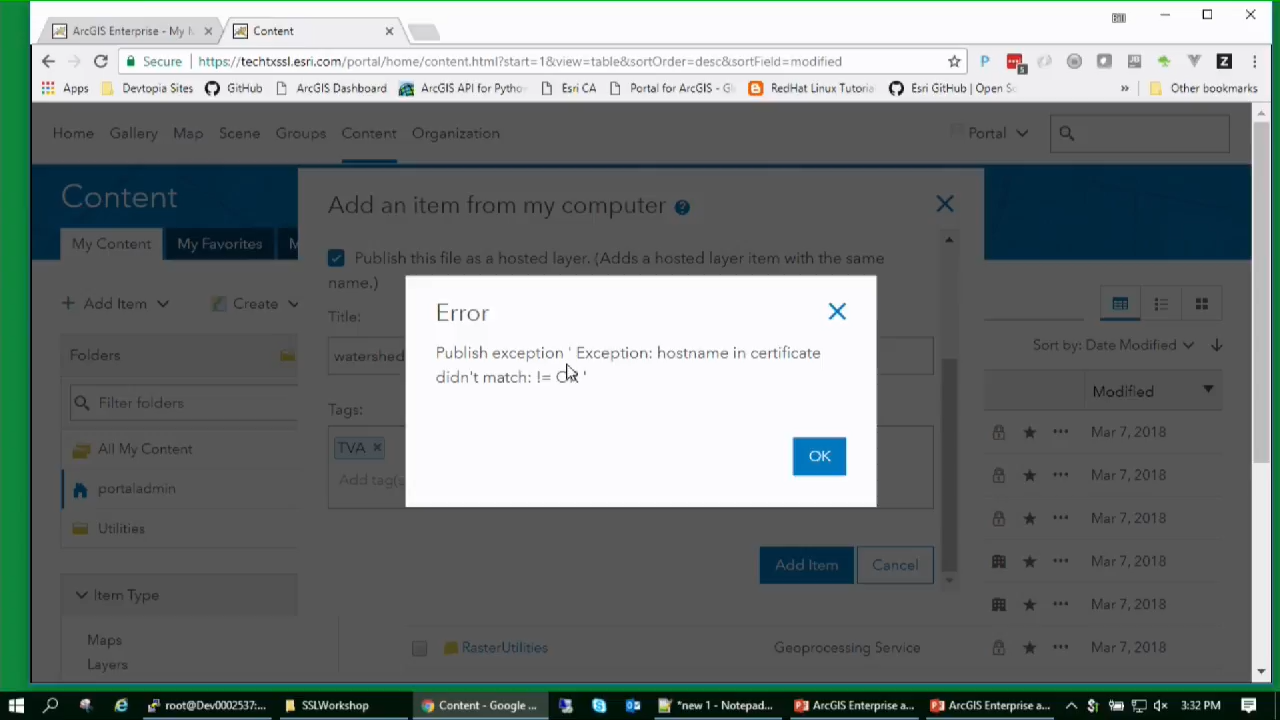 ArcGIS Enterprise - My N
Content
Secure
https://techtxssl.esri.com/portal/home/content.html?start=1&view=table&sortOrder=desc&sortField=modified
Apps
Devtopia Sites
GitHub
ArcGIS Dashboard
ArcGIS API for Python
Esri CA
Portal for ArcGIS - Gi
RedHat Linux Tutoria
Esri GitHub | Open So
»
Other bookmarks
Home
Gallery
Map
Scene
Groups
Content
Organization
Portal
Content
My Content
My Favorites
M
Add an item from my computer
Publish this file as a hosted layer. (Adds a hosted layer item with the same
name.)
Title:
watershed
Tags:
TVA ×
Add tag(s
Add Item
Cancel
Error
Publish exception ' Exception: hostname in certificate
didn't match: !=
OK
+ Add Item
Create
Folders
Filter folders
All My Content
portaladmin
Utilities
Item Type
Maps
Layers
Sort by: Date Modified
Modified
Mar 7, 2018
Mar 7, 2018
Mar 7, 2018
Mar 7, 2018
Mar 7, 2018
RasterUtilities
Geoprocessing Service
Mar 7, 2018
root@Dev0002537:...
SSLWorkshop
Content - Google ...
*new 1 - Notepad...
ArcGIS Enterprise a...
ArcGIS Enterprise a...
3:32 PM